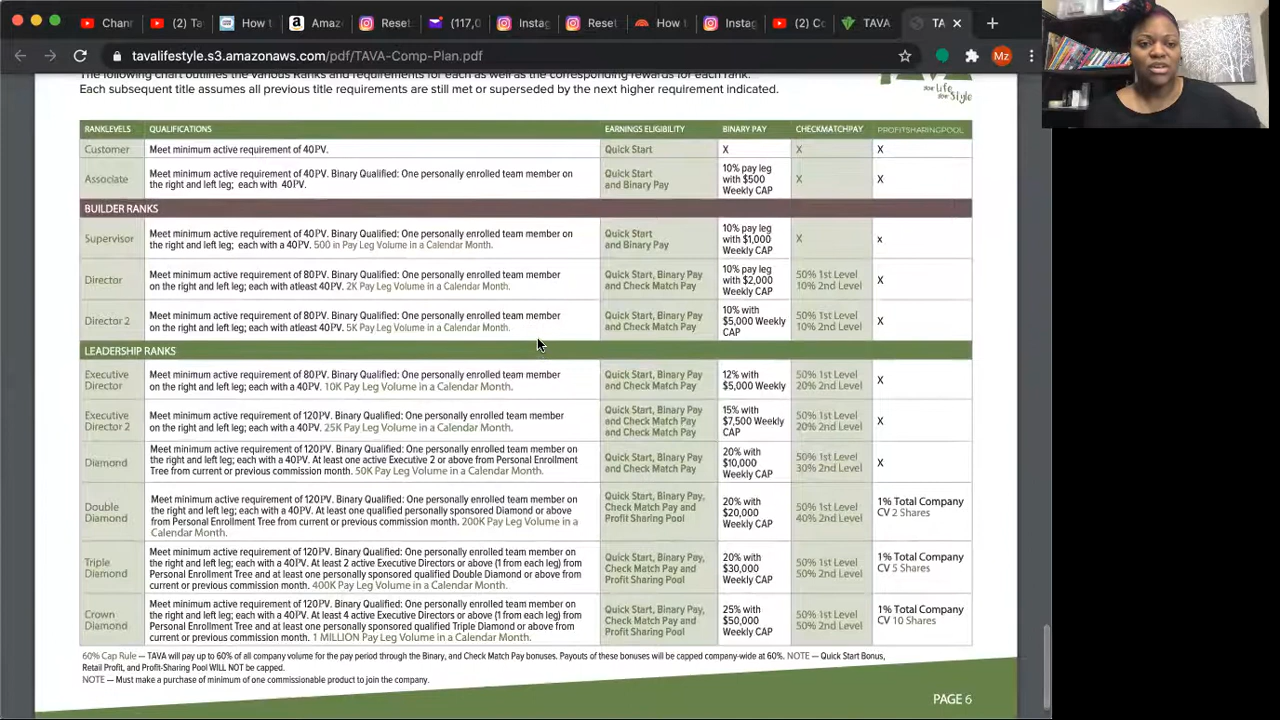 Chann
(2) Ta
How t
Amaz
Reset
(117,0
Instag
Reset
How t
Instag
(2) Co
TAVA
TA
tavalifestyle.s3.amazonaws.com/pdf/TAVA-Comp-Plan.pdf
Mz
The following chart outlines the various Ranks and requirements for each as well as the corresponding rewards for each rank.
Each subsequent title assumes all previous title requirements are still met or superseded by the next higher requirement indicated.
your Life
your Style
RANKLEVELS QUALIFICATIONS EARNINGS ELIGIBILITY BINARY PAY CHECKMATCHPAY PROFITSHARINGPOOL
Customer Meet minimum active requirement of 40PV. Quick Start X X X
Associate
Meet minimum active requirement of 40PV. Binary Qualified: One personally enrolled team member on
the right and left leg; each with 40PV.
Quick Start
and Binary Pay
10% pay leg
with $500
Weekly CAP
X
X
BUILDER RANKS
Supervisor
Meet minimum active requirement of 40PV. Binary Qualified: One personally enrolled team member on
the right and left leg; each with a 40PV. 500 in Pay Leg Volume in a Calendar Month.
Quick Start
and Binary Pay
10% pay leg
with $1,000
Weekly CAP
X
x
Director
Meet minimum active requirement of 80PV. Binary Qualified: One personally enrolled team member
on the right and left leg; each with atleast 40PV. 2K Pay Leg Volume in a Calendar Month.
Quick Start, Binary Pay
and Check Match Pay
10% pay leg
with $2,000
Weekly CAP
50% 1st Level
10% 2nd Level
X
Director 2
Meet minimum active requirement of 80PV. Binary Qualified: One personally enrolled team member
on the right and left leg; each with atleast 40PV. 5K Pay Leg Volume in a Calendar Month.
Quick Start, Binary Pay
and Check Match Pay
10% with
$5,000 Weekly
CAP
50% 1st Level
10% 2nd Level
X
LEADERSHIP RANKS
Executive
Director
Meet minimum active requirement of 80PV. Binary Qualified: One personally enrolled team member
on the right and left leg; each with a 40PV. 10K Pay Leg Volume in a Calendar Month.
Quick Start, Binary Pay
and Check Match Pay
12% with
$5,000 Weekly
50% 1st Level
20% 2nd Level
X
Executive
Director 2
Meet minimum active requirement of 120PV. Binary Qualified: One personally enrolled team member
on the right and left leg; each with a 40PV. 25K Pay Leg Volume in a Calendar Month.
Quick Start, Binary Pay
and Check Match Pay
and Check Match Pay
15% with
$7,500 Weekly
CAP
50% 1st Level
20% 2nd Level
X
Diamond
Meet minimum active requirement of 120PV. Binary Qualified: One personally enrolled team member on
the right and left leg; each with a 40PV. At least one active Executive 2 or above from Personal Enrollment
Tree from current or previous commission month. 50K Pay Leg Volume in a Calendar Month.
Quick Start, Binary Pay
and Check Match Pay
20% with
$10,000
Weekly CAP
50% 1st Level
30% 2nd Level
X
Double
Diamond
Meet minimum active requirement of 120PV. Binary Qualified: One personally enrolled team member on
the right and left leg; each with a 40PV. At least one qualified personally sponsored Diamond or above
from Personal Enrollment Tree from current or previous commission month. 200K Pay Leg Volume in a
Calendar Month.
Quick Start, Binary Pay,
Check Match Pay and
Profit Sharing Pool
20% with
$20,000
Weekly CAP
50% 1st Level
40% 2nd Level
1% Total Company
CV 2 Shares
Triple
Diamond
Meet minimum active requirement of 120PV. Binary Qualified: One personally enrolled team member on
the right and left leg; each with a 40PV. At least 2 active Executive Directors or above (1 from each leg) from
Personal Enrollment Tree and at least one personally sponsored qualified Double Diamond or above from
current or previous commission month. 400K Pay Leg Volume in a Calendar Month.
Quick Start, Binary Pay,
Check Match Pay and
Profit Sharing Pool
20% with
$30,000
Weekly CAP
50% 1st Level
50% 2nd Level
1% Total Company
CV 5 Shares
Crown
Diamond
Meet minimum active requirement of 120PV. Binary Qualified: One personally enrolled team member on
the right and left leg; each with a 40PV. At least 4 active Executive Directors or above (1 from each leg) from
Personal Enrollment Tree and at least one personally sponsored qualified Triple Diamond or above from
current or previous commission month. 1 MILLION Pay Leg Volume in a Calendar Month.
Quick Start, Binary Pay,
Check Match Pay and
Profit Sharing Pool
25% with
$50,000
Weekly CAP
50% 1st Level
50% 2nd Level
1% Total Company
CV 10 Shares
60% Cap Rule — TAVA will pay up to 60% of all company volume for the pay period through the Binary, and Check Match Pay bonuses. Payouts of these bonuses will be capped company-wide at 60%. NOTE — Quick Start Bonus,
Retail Profit, and Profit-Sharing Pool WILL NOT be capped.
NOTE — Must make a purchase of minimum of one commissionable product to join the company.
PAGE 6